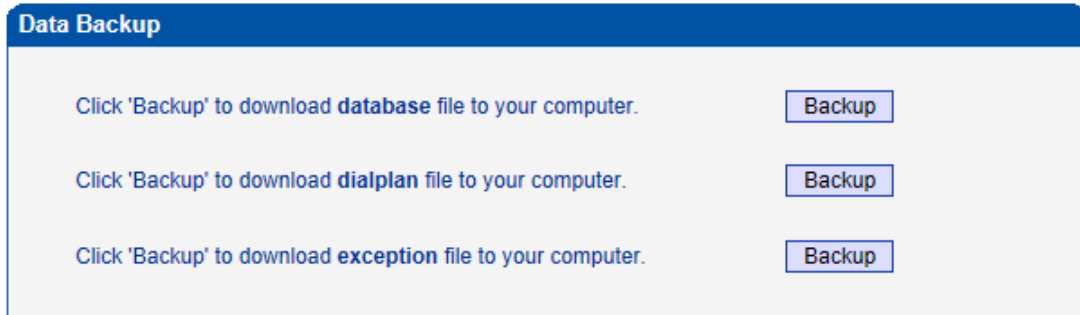 Data Backup
Click 'Backup' to download database file to your computer. Backup
Click 'Backup' to download dialplan file to your computer. Backup
Click 'Backup' to download exception file to your computer. Backup